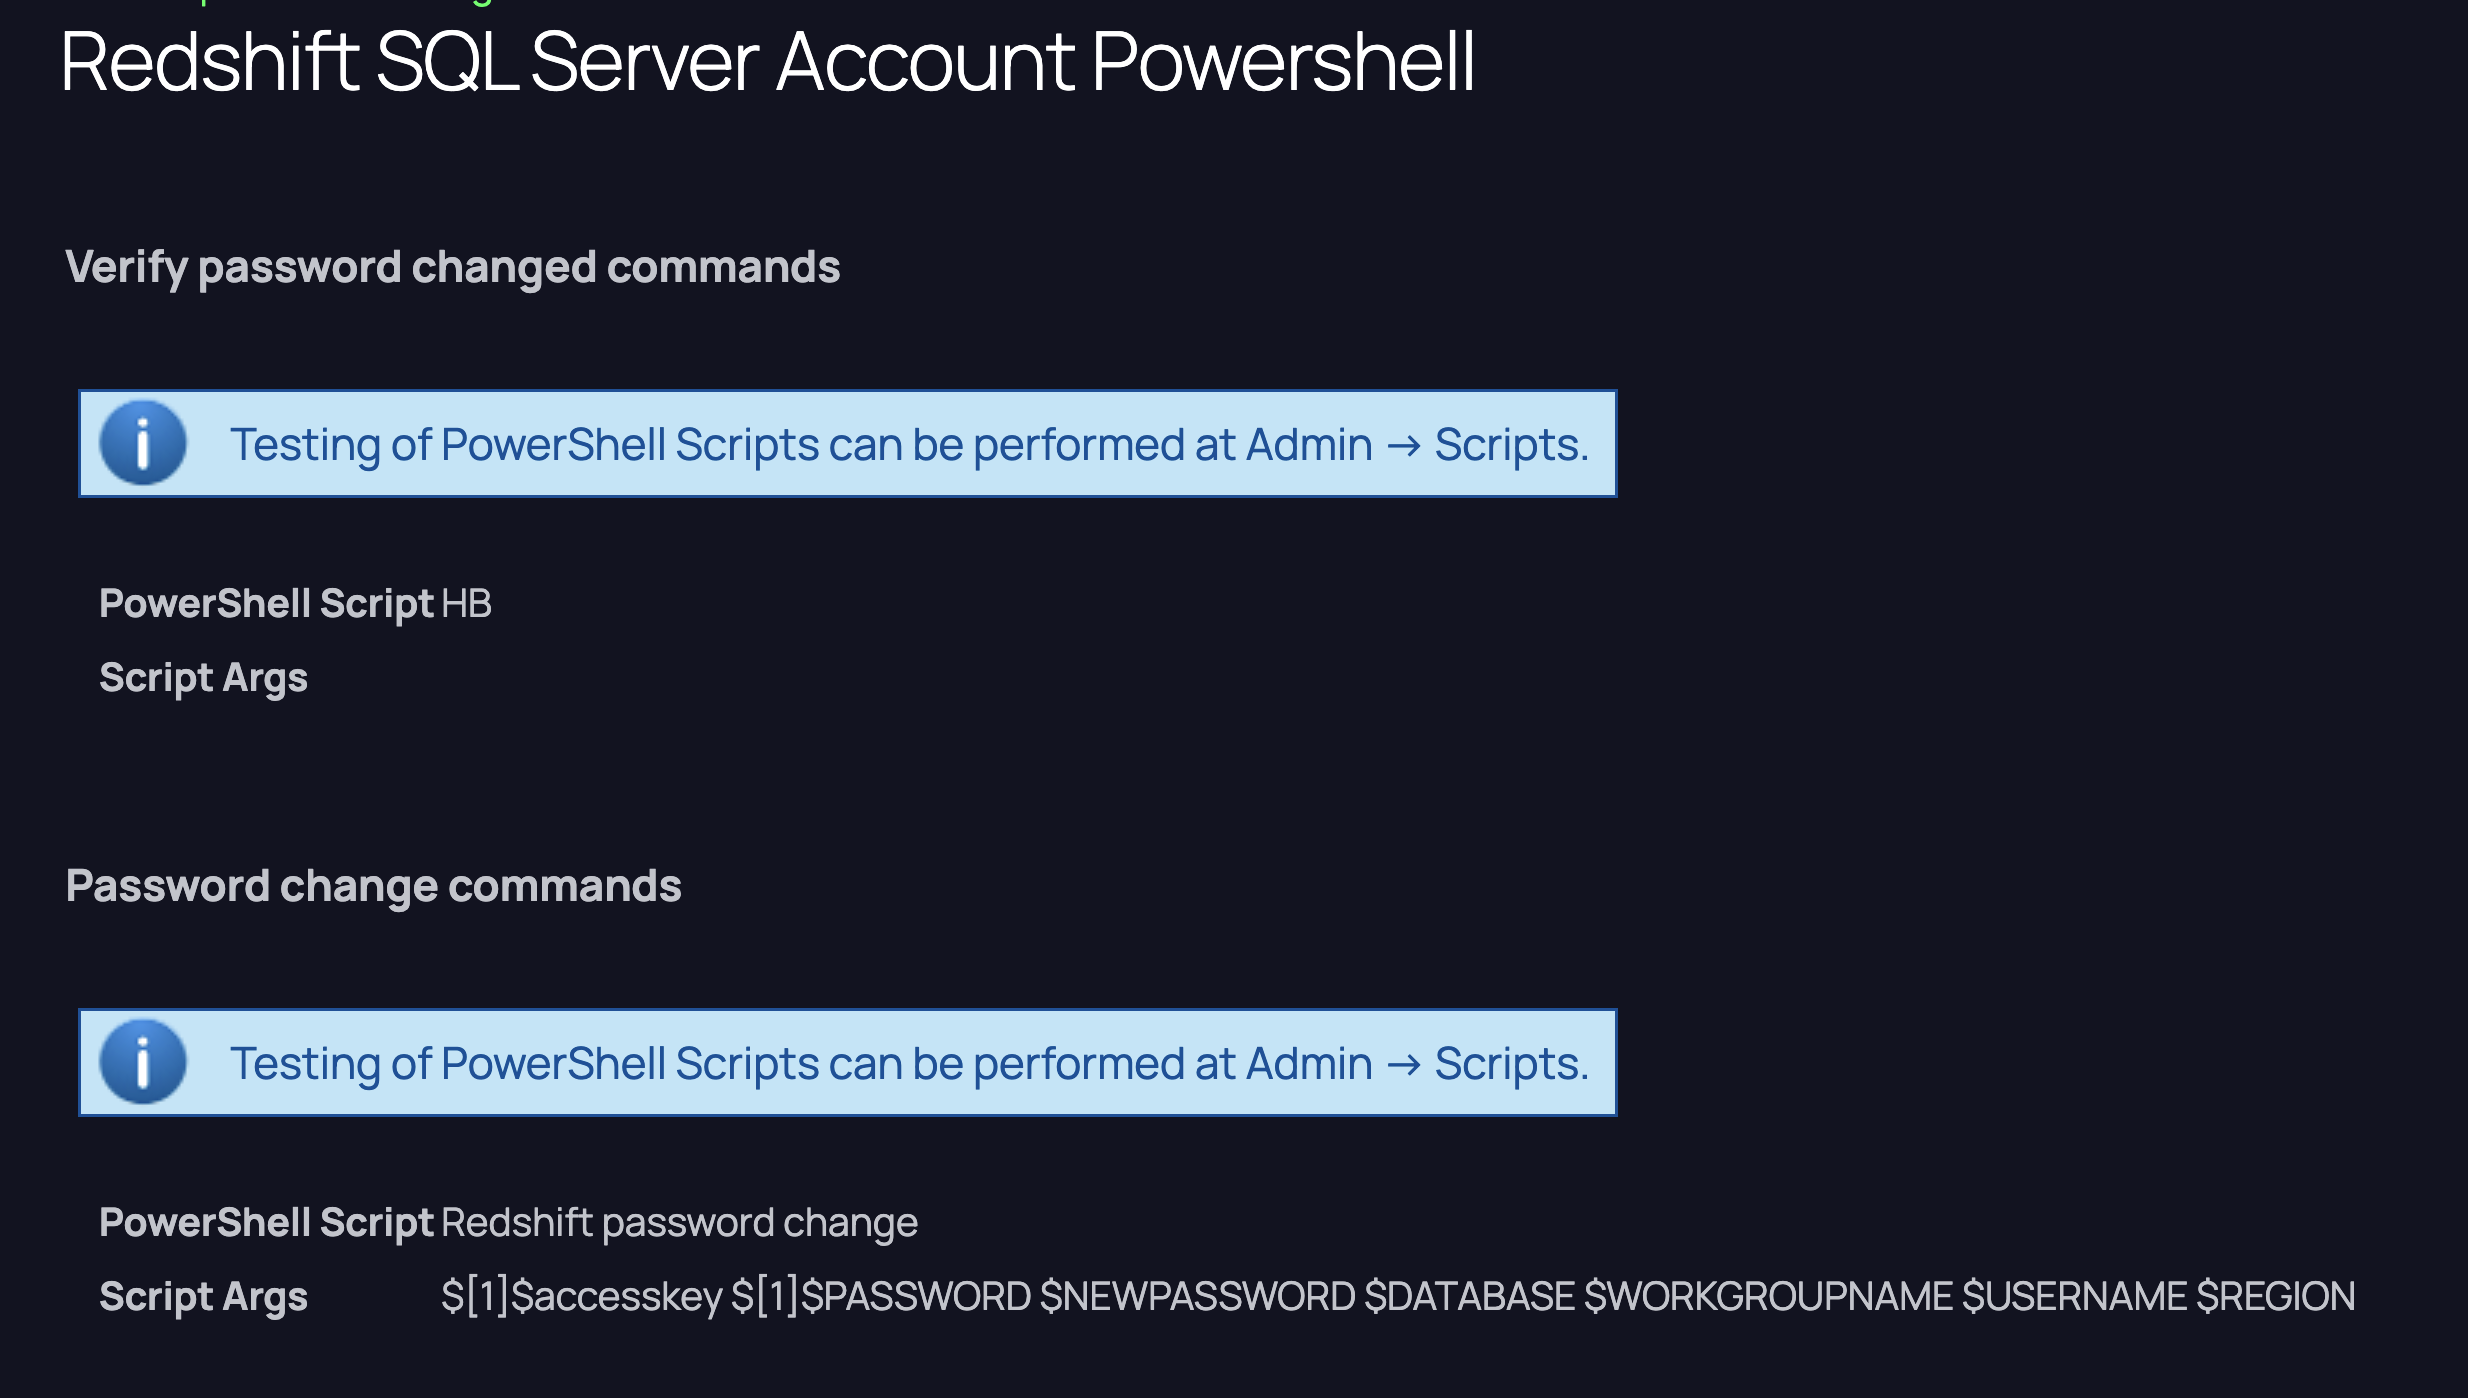 Redshift SQL Server Account Powershell
Verify password changed commands
Testing of PowerShell Scripts can be performed at Admin → Scripts.
PowerShell Script HB
Script Args
Password change commands
Testing of PowerShell Scripts can be performed at Admin → Scripts.
PowerShell Script Redshift password change
Script Args $[1]$accesskey $[1]$PASSWORD $NEWPASSWORD $DATABASE $WORKGROUPNAME $USERNAME $REGION